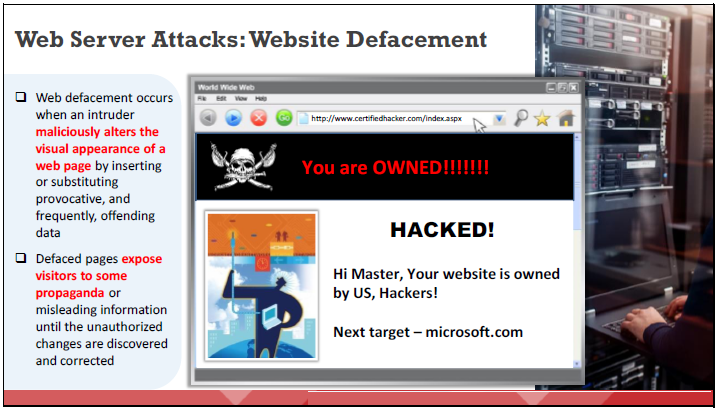 Web Server Attacks: Website Defacement
❑ Web defacement occurs
when an intruder
maliciously alters the
visual appearance of a
web page by inserting
or substituting
provocative, and
frequently, offending
data
❑ Defaced pages expose
visitors to some
propaganda or
misleading information
until the unauthorized
changes are discovered
and corrected
World Wide Web
File Edit View Help
GO
http://www.certifiedhacker.com/index.aspx
You are OWNED!!!!!!!
HACKED!
Hi Master, Your website is owned
by US, Hackers!
Next target – microsoft.com